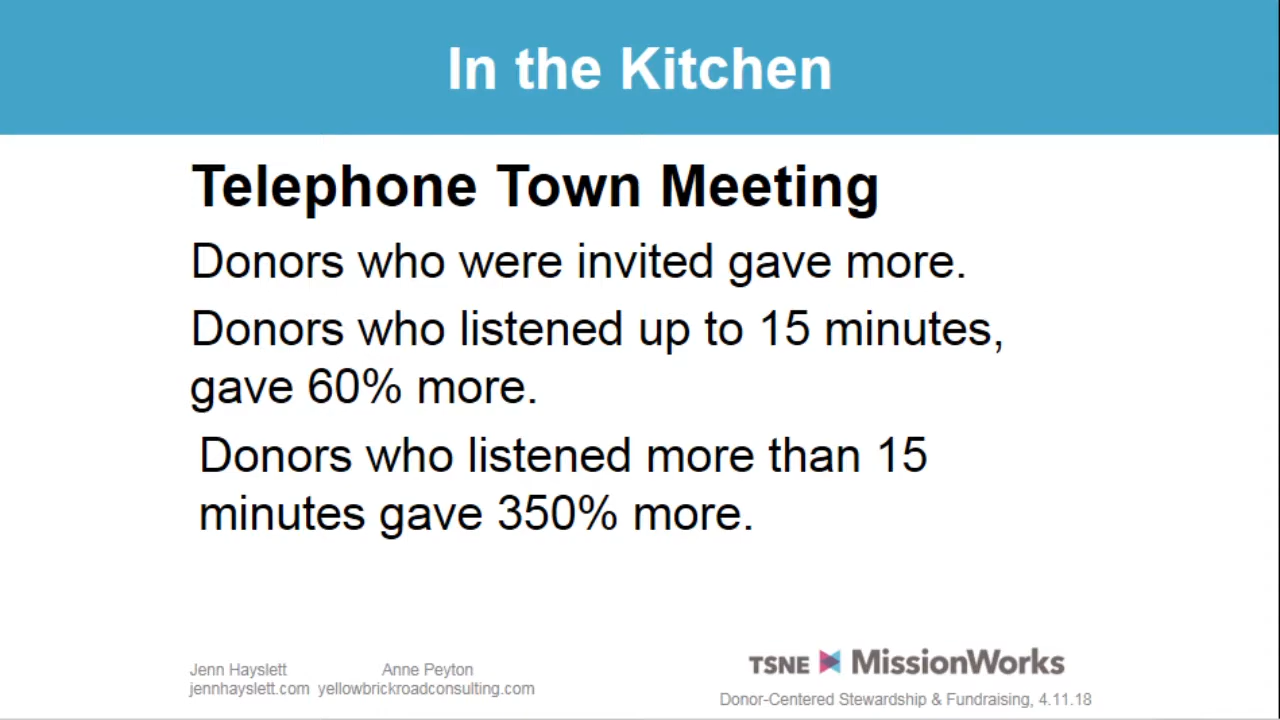 In the Kitchen
Telephone Town Meeting
Donors who were invited gave more.
Donors who listened up to 15 minutes,
gave 60% more.
Donors who listened more than 15
minutes gave 350% more.
Jenn Hayslett
jennhayslett.com
Anne Peyton
yellowbrickroadconsulting.com
TSNE MissionWorks
Donor-Centered Stewardship & Fundraising, 4.11.18